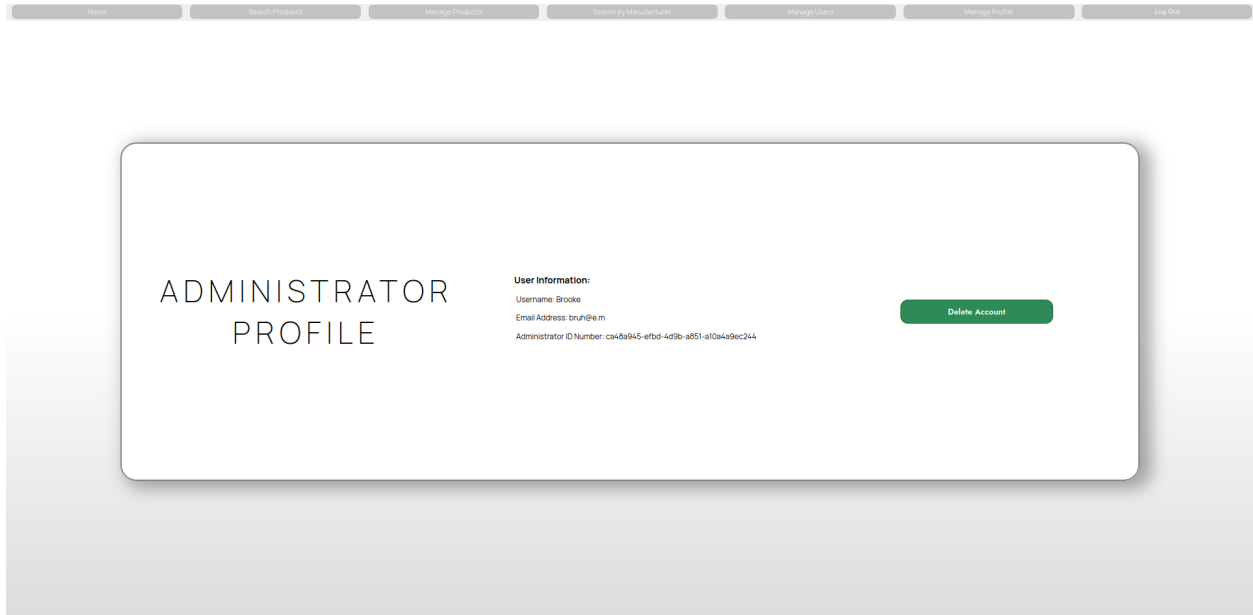 Home
Search Products
Manage Products
Search by Manufacturer
Manage Users
Manage Profile
Log Out
ADMINISTRATOR
PROFILE
User Information:
Username: Brooke
Email Address: bruh@e.m
Administrator ID Number: ca48a945-efbd-4d9b-a851-a10a4a9ec244
Delete Account